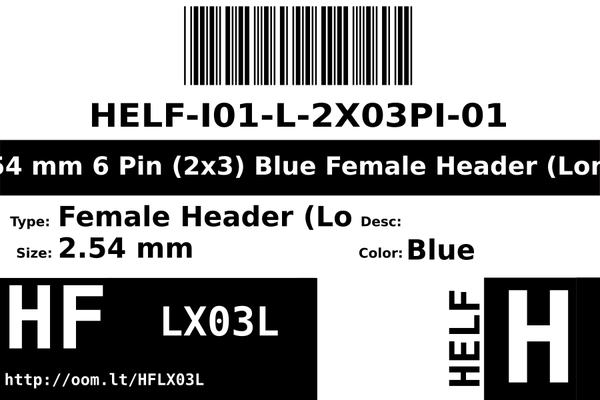 HELF-I01-L-2X03PI-01
54 mm 6 Pin (2x3) Blue Female Header (Lon
Type: Female Header (Lo Desc:
Size: 2.54 mm Color: Blue
HF LX03L HELF H
http://oom.lt/HFLX03L